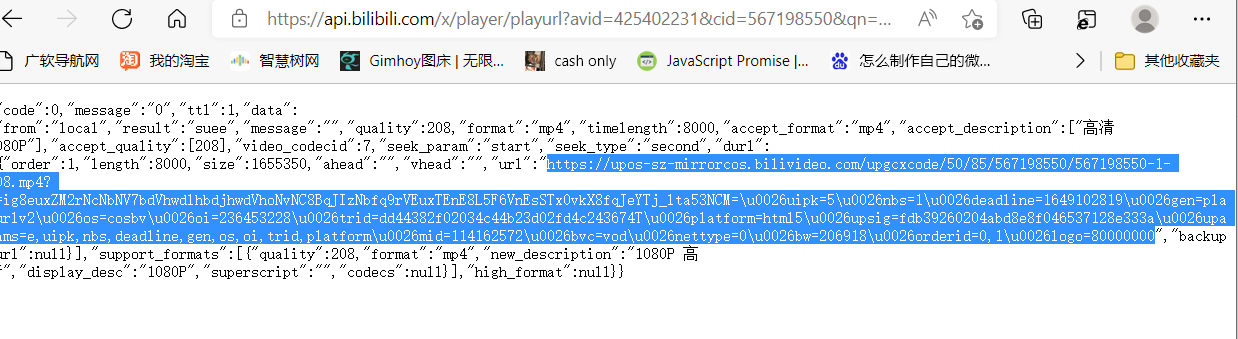 https://api.bilibili.com/x/player/playurl?avid=425402231&cid=567198550&qn=...
广软导航网 我的淘宝 智慧树网 Gimhoy图床 | 无限... cash only JavaScript Promise |... 怎么制作自己的微... 其他收藏夹
"code":0,"message":"0","ttl":1,"data":
"from":"local","result":"suee","message":"","quality":208,"format":"mp4","timelength":8000,"accept_format":"mp4","accept_description":["高清
080P"],"accept_quality":[208],"video_codecid":7,"seek_param":"start","seek_type":"second","durl":
{"order":1,"length":8000,"size":1655350,"ahead":"","vhead":"","url":"https://upos-sz-mirrorcos.bilivideo.com/upgcxcode/50/85/567198550/567198550-1-
08.mp4?
=ig8euxZM2rNcNbNV7bdVhwdlhbdjhwdVhoNvNC8BqJIzNbfq9rVEuxTEnE8L5F6VnEsSTx0vkX8fqJeYTj_lta53NCM=\u0026uipk=5\u0026nbs=1\u0026deadline=1649102819\u0026gen=pla
urlv2\u0026os=cosbv\u0026oi=236453228\u0026trid=dd44382f02034c44b23d02fd4c243674T\u0026platform=html5\u0026upsig=fdb39260204abd8e8f046537128e333a\u0026upa
ams=e,uipk,nbs,deadline,gen,os,oi,trid,platform\u0026mid=114162572\u0026bvc=vod\u0026nettype=0\u0026bw=206918\u0026orderid=0,1\u0026logo=80000000","backup
url":null}],"support_formats":[{"quality":208,"format":"mp4","new_description":"1080P 高
","display_desc":"1080P","superscript":"","codecs":null}],"high_format":null}}